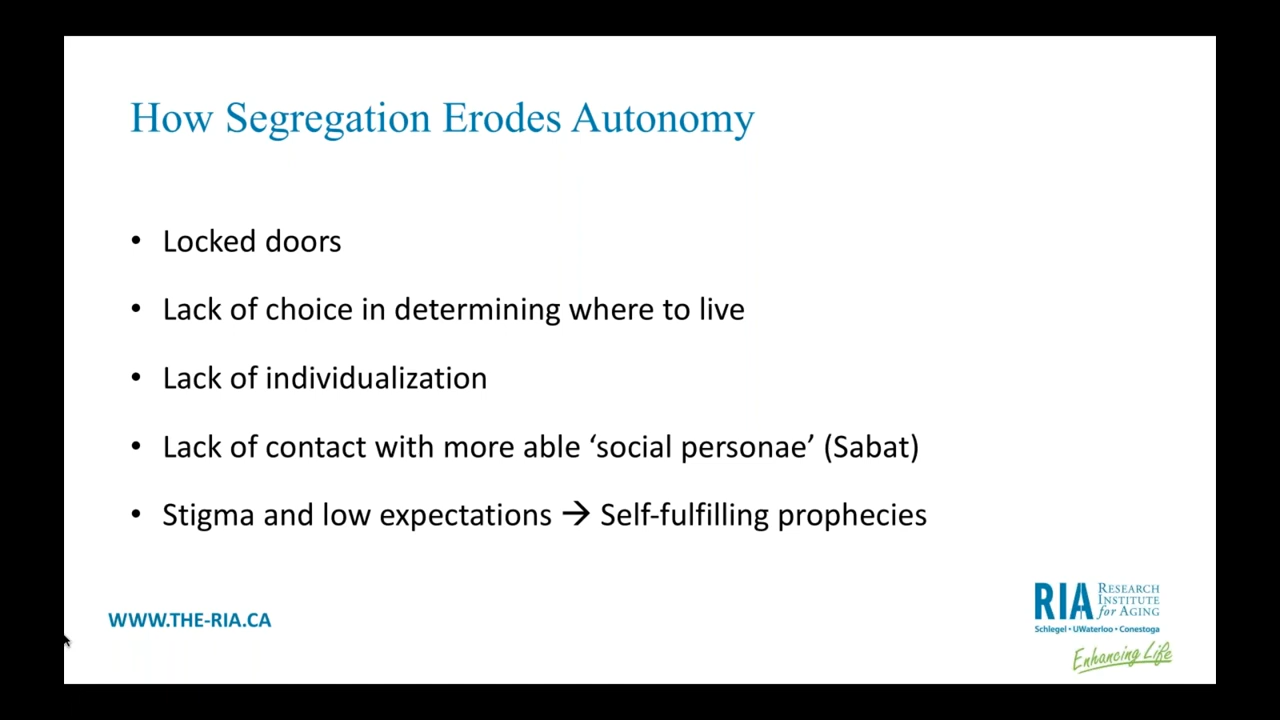 How Segregation Erodes Autonomy
• Locked doors
• Lack of choice in determining where to live
• Lack of individualization
• Lack of contact with more able ‘social personae’ (Sabat)
• Stigma and low expectations → Self-fulfilling prophecies
WWW.THE-RIA.CA
RIA RESEARCH INSTITUTE for AGING
Schlegel • UWaterloo • Conestoga
Enhancing Life